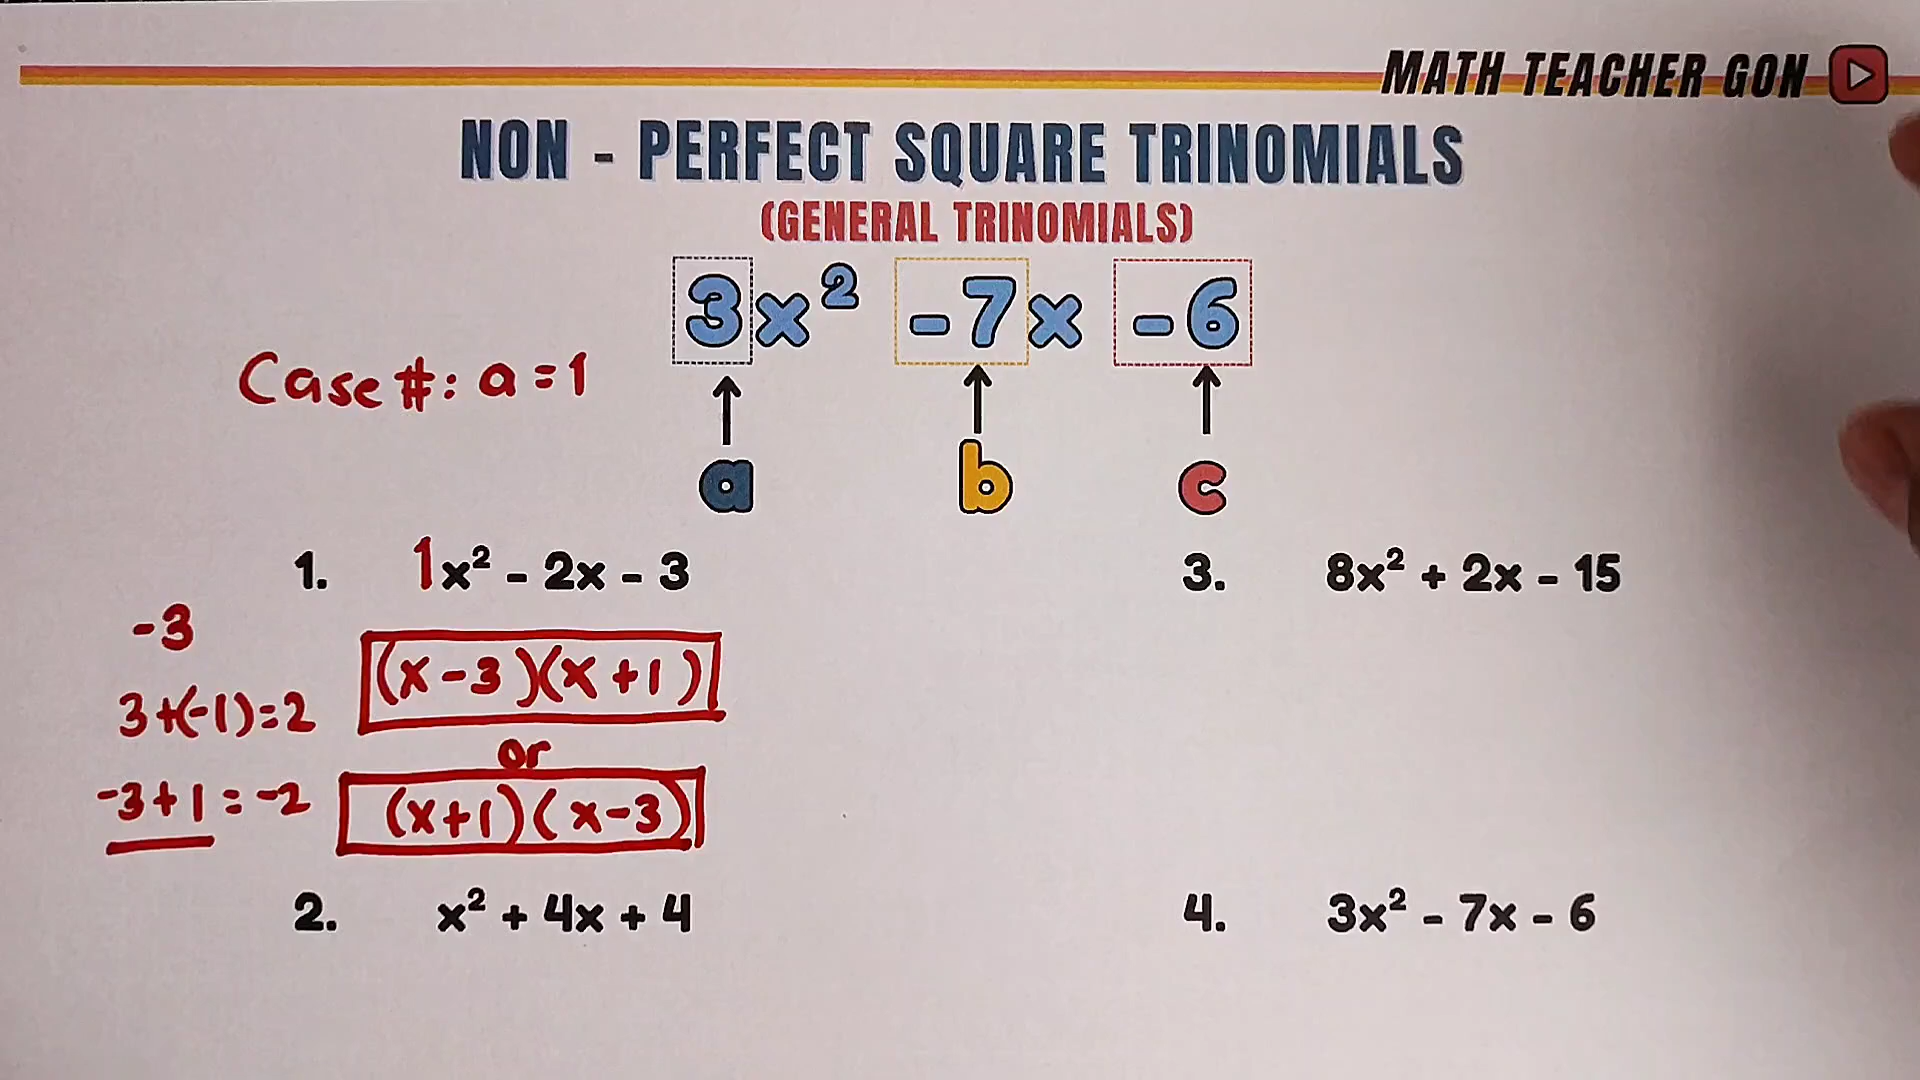 MATH TEACHER GON
NON - PERFECT SQUARE TRINOMIALS
(GENERAL TRINOMIALS)
3x² -7x -6
Case #: a = 1
a b c
1. 1x² - 2x - 3
-3
(x - 3)(x + 1)
3+(-1)=2
or
-3+1 = -2
(x+1)(x-3)
2. x² + 4x + 4
3. 8x² + 2x - 15
4. 3x² - 7x - 6